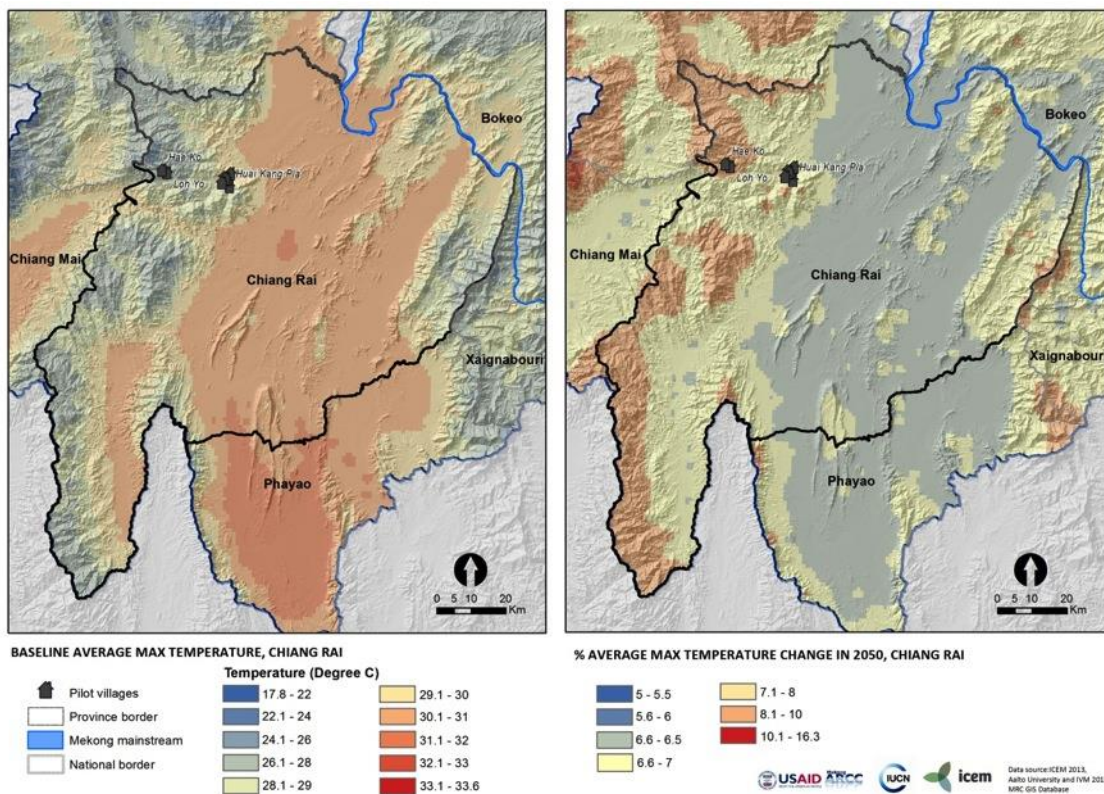 Bokeo
Hae Ko
Loh Yo
Huai Kang Pla
Chiang Mai
Chiang Rai
Xaignabouri
Phayao
0 5 10 20
Km
Bokeo
Hae Ko
Loh Yo
Huai Kang Pla
Chiang Mai
Chiang Rai
Xaignabouri
Phayao
0 5 10 20
Km
BASELINE AVERAGE MAX TEMPERATURE, CHIANG RAI
Temperature (Degree C)
Pilot villages
Province border
Mekong mainstream
National border
17.8 - 22
22.1 - 24
24.1 - 26
26.1 - 28
28.1 - 29
29.1 - 30
30.1 - 31
31.1 - 32
32.1 - 33
33.1 - 33.6
% AVERAGE MAX TEMPERATURE CHANGE IN 2050, CHIANG RAI
5 - 5.5
5.6 - 6
6.6 - 6.5
6.6 - 7
7.1 - 8
8.1 - 10
10.1 - 16.3
USAID
ARCC
IUCN
icem
Data source:ICEM 2013,
Aalto University and IVM 201
MRC GIS Database